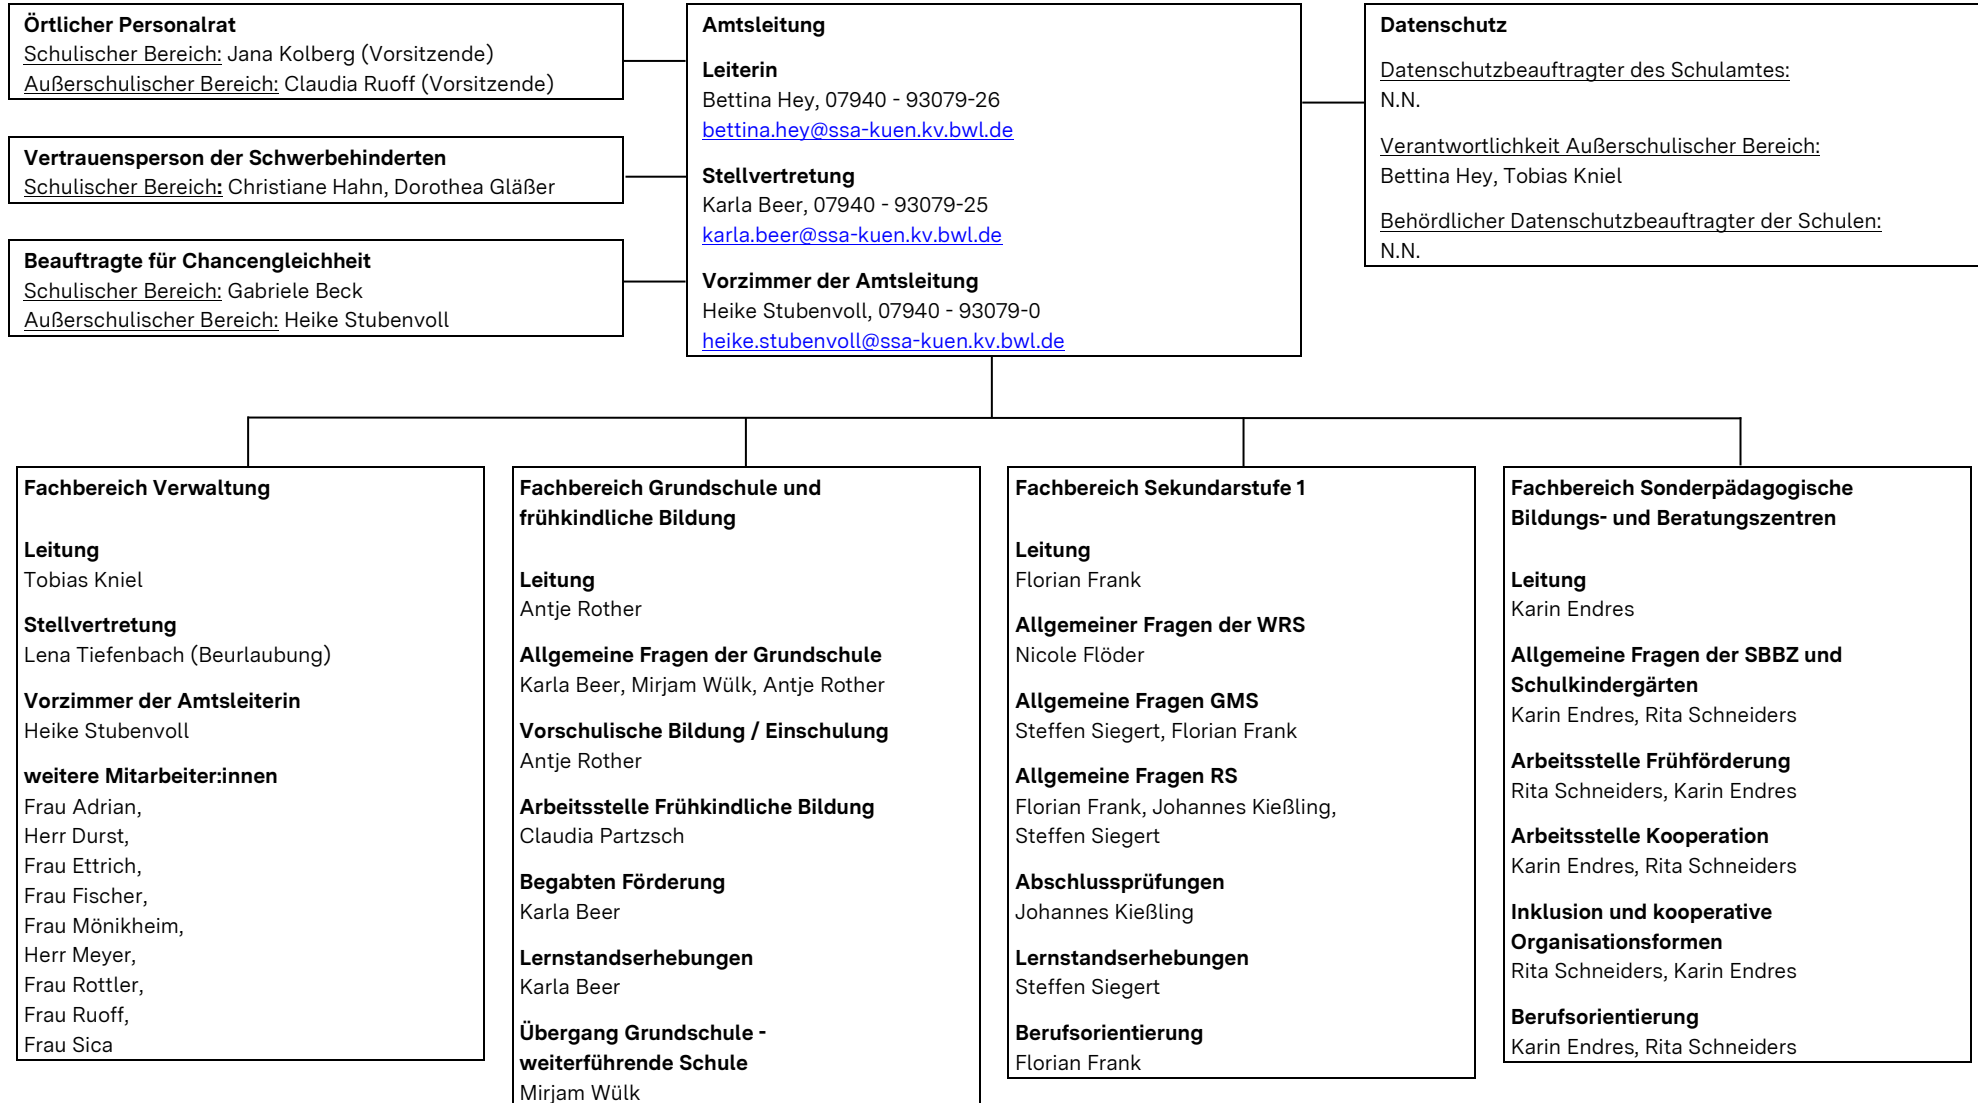 Örtlicher Personalrat
Schulischer Bereich: Jana Kolberg (Vorsitzende)
Außerschulischer Bereich: Claudia Ruoff (Vorsitzende)
Vertrauensperson der Schwerbehinderten
Schulischer Bereich: Christiane Hahn, Dorothea Gläßer
Beauftragte für Chancengleichheit
Schulischer Bereich: Gabriele Beck
Außerschulischer Bereich: Heike Stubenvoll
Amtsleitung
Leiterin
Bettina Hey, 07940 - 93079-26
bettina.hey@ssa-kuen.kv.bwl.de
Stellvertretung
Karla Beer, 07940 - 93079-25
karla.beer@ssa-kuen.kv.bwl.de
Vorzimmer der Amtsleitung
Heike Stubenvoll, 07940 - 93079-0
heike.stubenvoll@ssa-kuen.kv.bwl.de
Datenschutz
Datenschutzbeauftragter des Schulamtes:
N.N.
Verantwortlichkeit Außerschulischer Bereich:
Bettina Hey, Tobias Kniel
Behördlicher Datenschutzbeauftragter der Schulen:
N.N.
Fachbereich Verwaltung
Leitung
Tobias Kniel
Stellvertretung
Lena Tiefenbach (Beurlaubung)
Vorzimmer der Amtsleiterin
Heike Stubenvoll
weitere Mitarbeiter:innen
Frau Adrian,
Herr Durst,
Frau Ettrich,
Frau Fischer,
Frau Mönikheim,
Herr Meyer,
Frau Rottler,
Frau Ruoff,
Frau Sica
Fachbereich Grundschule und
frühkindliche Bildung
Leitung
Antje Rother
Allgemeine Fragen der Grundschule
Karla Beer, Mirjam Wülk, Antje Rother
Vorschulische Bildung / Einschulung
Antje Rother
Arbeitsstelle Frühkindliche Bildung
Claudia Partzsch
Begabten Förderung
Karla Beer
Lernstandserhebungen
Karla Beer
Übergang Grundschule -
weiterführende Schule
Mirjam Wülk
Fachbereich Sekundarstufe 1
Leitung
Florian Frank
Allgemeiner Fragen der WRS
Nicole Flöder
Allgemeine Fragen GMS
Steffen Siegert, Florian Frank
Allgemeine Fragen RS
Florian Frank, Johannes Kießling,
Steffen Siegert
Abschlussprüfungen
Johannes Kießling
Lernstandserhebungen
Steffen Siegert
Berufsorientierung
Florian Frank
Fachbereich Sonderpädagogische
Bildungs- und Beratungszentren
Leitung
Karin Endres
Allgemeine Fragen der SBBZ und
Schulkindergärten
Karin Endres, Rita Schneiders
Arbeitsstelle Frühförderung
Rita Schneiders, Karin Endres
Arbeitsstelle Kooperation
Karin Endres, Rita Schneiders
Inklusion und kooperative
Organisationsformen
Rita Schneiders, Karin Endres
Berufsorientierung
Karin Endres, Rita Schneiders